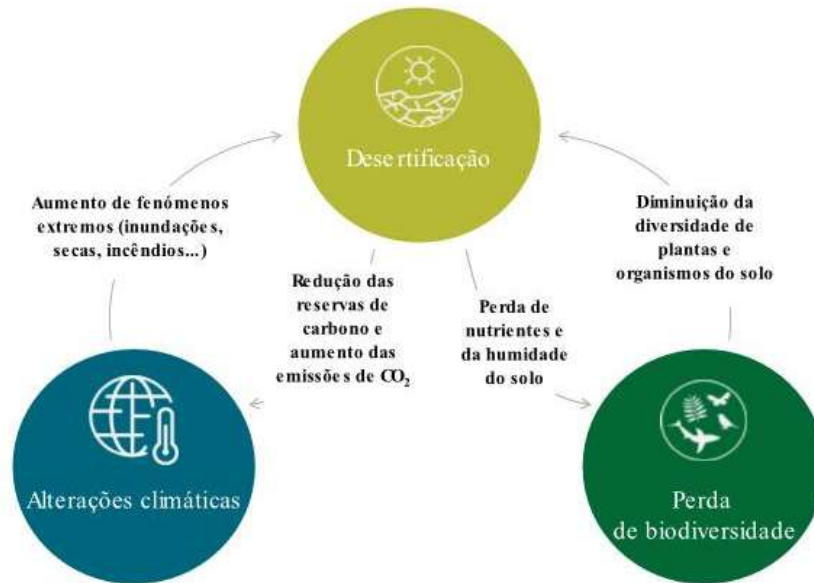 Desertificação
Aumento de fenómenos
extremos (inundações,
secas, incêndios...)
Diminuição da
diversidade de
plantas e
organismos do solo
Redução das
reservas de
carbono e
aumento das
emissões de CO₂
Perda de
nutrientes e
da humidade
do solo
Alterações climáticas
Perda
de biodiversidade